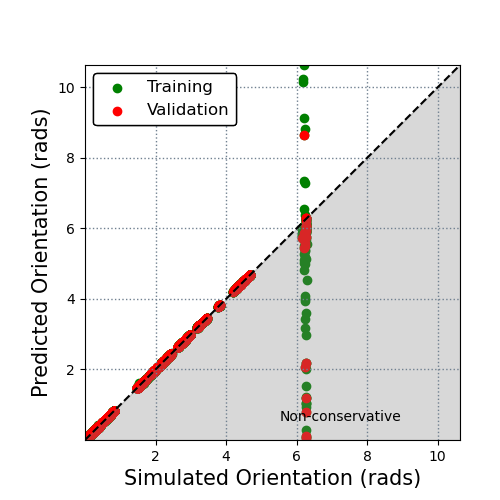 Training
Validation
10
8
6
4
2
Predicted Orientation (rads)
Non-conservative
2
4
6
8
10
Simulated Orientation (rads)